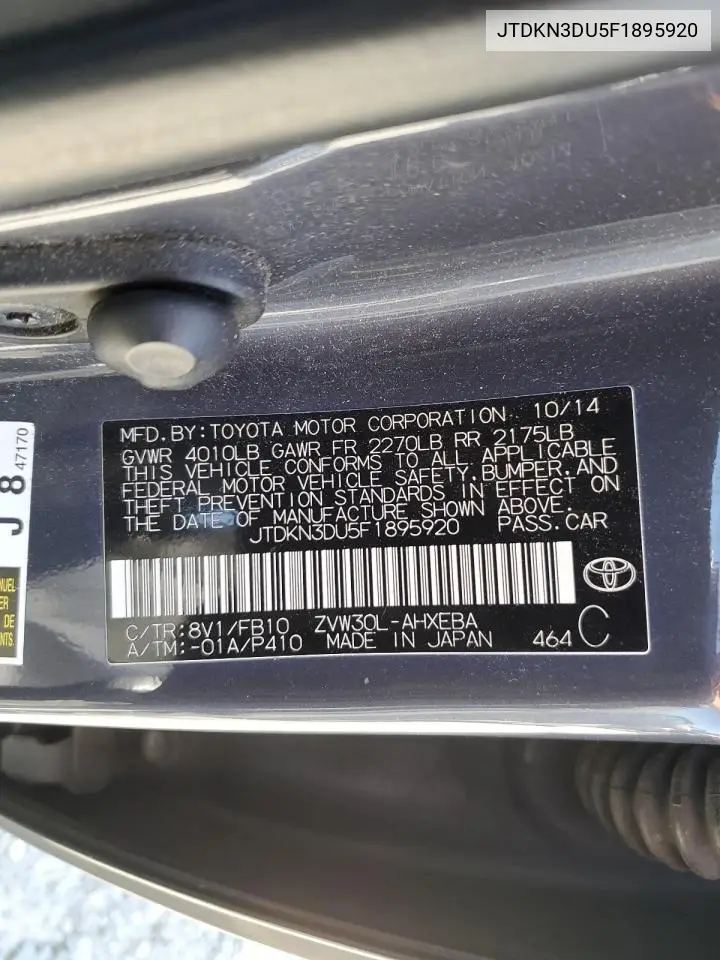 JTDKN3DU5F1895920
MFD.BY:TOYOTA MOTOR CORPORATION 10/14
GVWR 4010LB GAWR FR 2270LB RR 2175LB
THIS VEHICLE CONFORMS TO ALL APPLICABLE
FEDERAL MOTOR VEHICLE SAFETY,BUMPER,AND
THEFT PREVENTION STANDARDS IN EFFECT ON
THE DATE OF MANUFACTURE SHOWN ABOVE.
JTDKN3DU5F1895920 PASS.CAR
C/TR:8V1/FB10 ZVW30L-AHXEBA
A/TM:-01A/P410 MADE IN JAPAN 464 C
J 8
47170